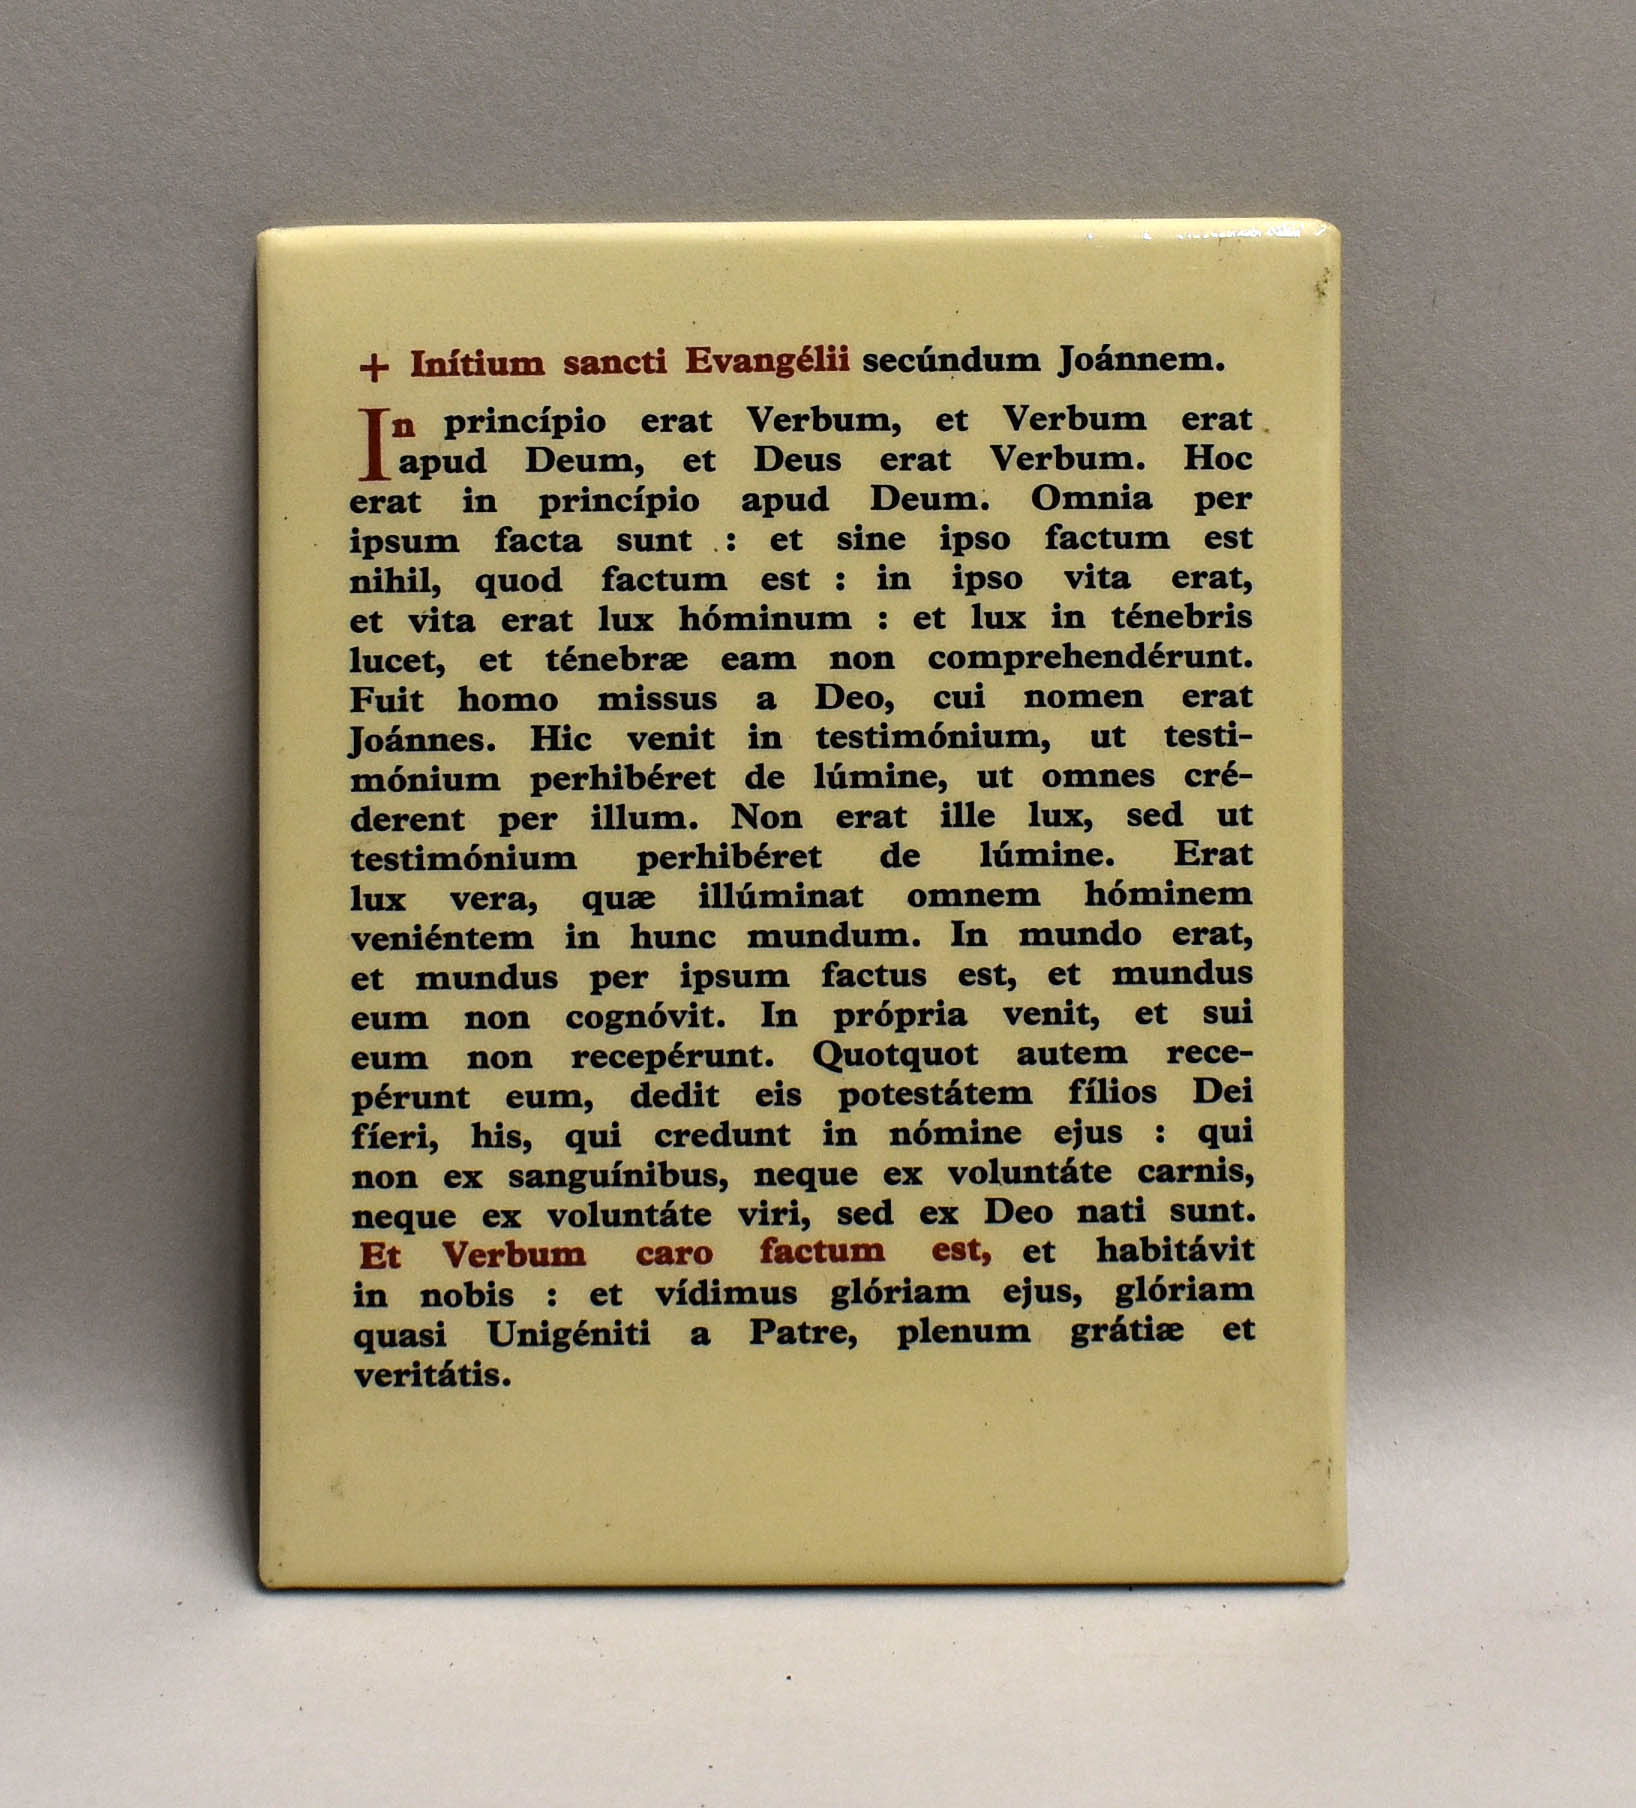 + Inítium sancti Evangélii secúndum Joánnem.
In princípio erat Verbum, et Verbum erat
apud Deum, et Deus erat Verbum. Hoc
erat in princípio apud Deum. Omnia per
ipsum facta sunt : et sine ipso factum est
nihil, quod factum est : in ipso vita erat,
et vita erat lux hóminum : et lux in ténebris
lucet, et ténebræ eam non comprehendérunt.
Fuit homo missus a Deo, cui nomen erat
Joánnes. Hic venit in testimónium, ut testi-
mónium perhibéret de lúmine, ut omnes cré-
derent per illum. Non erat ille lux, sed ut
testimónium perhibéret de lúmine. Erat
lux vera, quæ illúminat omnem hóminem
veniéntem in hunc mundum. In mundo erat,
et mundus per ipsum factus est, et mundus
eum non cognóvit. In própria venit, et sui
eum non recepérunt. Quotquot autem rece-
pérunt eum, dedit eis potestátem fílios Dei
fíeri, his, qui credunt in nómine ejus : qui
non ex sanguínibus, neque ex voluntáte carnis,
neque ex voluntáte viri, sed ex Deo nati sunt.
Et Verbum caro factum est, et habitávit
in nobis : et vídimus glóriam ejus, glóriam
quasi Unigéniti a Patre, plenum grátiæ et
veritátis.